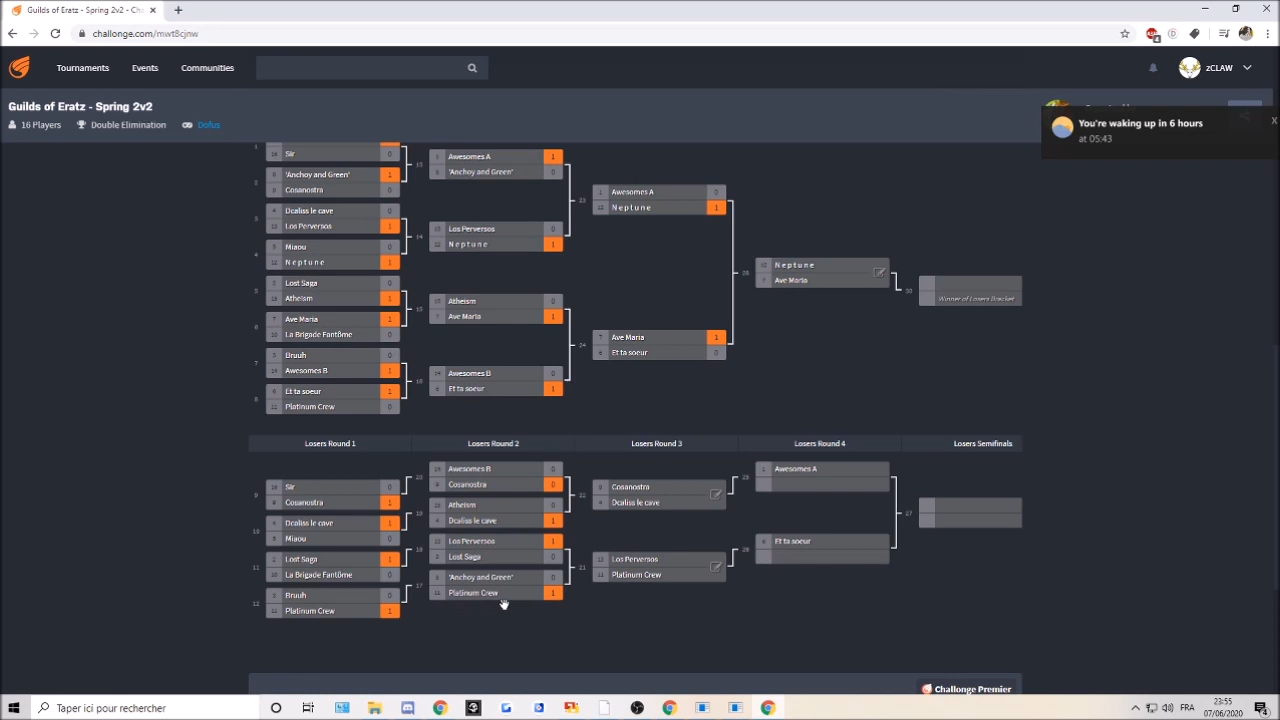 Guilds of Eratz - Spring 2v2 - Cha
challonge.com/mwt8cjnw
Tournaments Events Communities
zCLAW
Guilds of Eratz - Spring 2v2
16 Players Double Elimination Dofus
You're waking up in 6 hours
at 05:43
Sir 0
'Anchoy and Green' 1
Cosanostra 0
Dcaliss le cave 0
Los Perversos 1
Miaou 0
N e p t u n e 1
Lost Saga 0
Atheism 1
Ave Maria 1
La Brigade Fantôme 0
Bruuh 0
Awesomes B 1
Et ta soeur 1
Platinum Crew 0
Awesomes A 1
'Anchoy and Green' 0
Los Perversos 0
N e p t u n e 1
Atheism 0
Ave Maria 1
Awesomes B 0
Et ta soeur 1
Awesomes A 0
N e p t u n e 1
Ave Maria 1
Et ta soeur 0
N e p t u n e
Ave Maria
Winner of Losers Bracket
Losers Round 1 Losers Round 2 Losers Round 3 Losers Round 4 Losers Semifinals
Sir 0
Cosanostra 1
Dcaliss le cave 1
Miaou 0
Lost Saga 1
La Brigade Fantôme 0
Bruuh 0
Platinum Crew 1
Awesomes B 0
Cosanostra 0
Atheism 0
Dcaliss le cave 1
Los Perversos 1
Lost Saga 0
'Anchoy and Green' 0
Platinum Crew 1
Cosanostra
Dcaliss le cave
Los Perversos
Platinum Crew
Awesomes A
Et ta soeur
Challonge Premier
Taper ici pour rechercher
23:55
07/06/2020